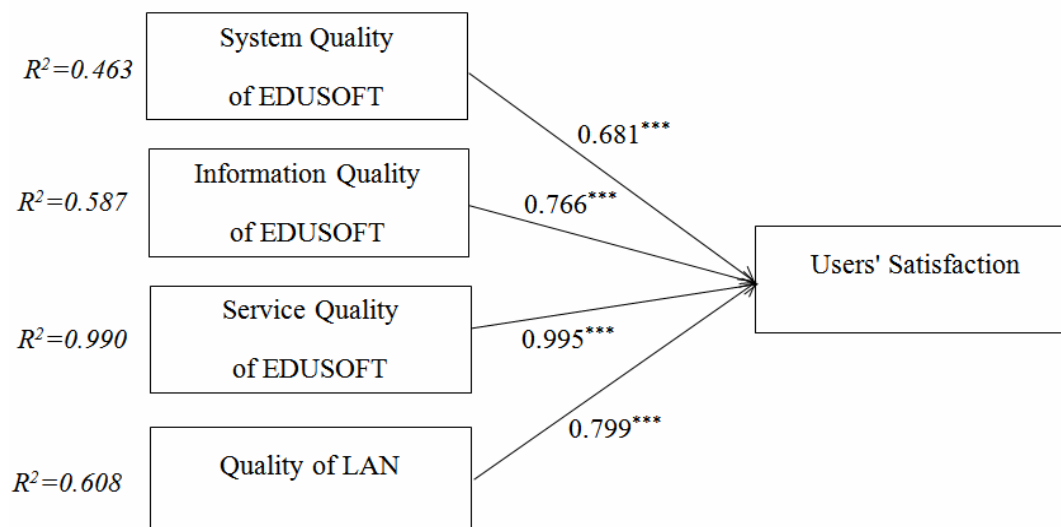 System Quality
of EDUSOFT
R²=0.463
0.681***
Information Quality
of EDUSOFT
R²=0.587
0.766***
Users' Satisfaction
Service Quality
of EDUSOFT
R²=0.990
0.995***
0.799***
Quality of LAN
R²=0.608